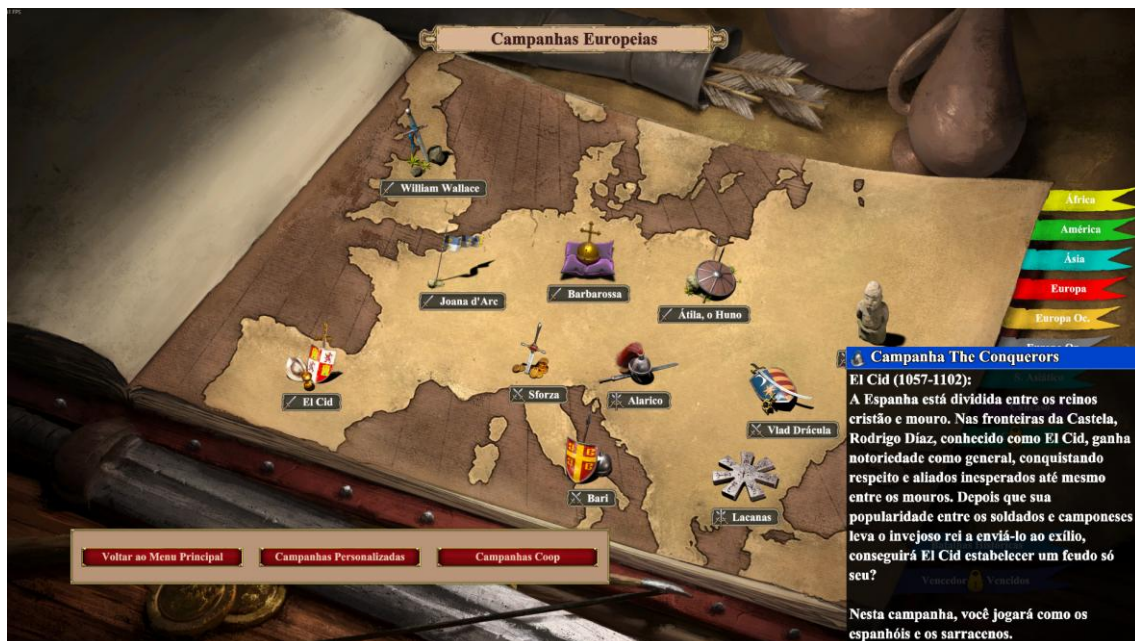 Campanhas Europeias
William Wallace
Joana d'Arc
Barbarossa
Átila, o Huno
El Cid
Sforza
Alarico
Vlad Drácula
Bari
Lacanas
África
América
Ásia
Europa
Europa Oc.
Voltar ao Menu Principal
Campanhas Personalizadas
Campanhas Coop
Campanha The Conquerors
El Cid (1057-1102):
A Espanha está dividida entre os reinos
cristão e mouro. Nas fronteiras da Castela,
Rodrigo Díaz, conhecido como El Cid, ganha
notoriedade como general, conquistando
respeito e aliados inesperados até mesmo
entre os mouros. Depois que sua
popularidade entre os soldados e camponeses
leva o invejoso rei a enviá-lo ao exílio,
conseguirá El Cid estabelecer um feudo só
seu?
Nesta campanha, você jogará como os
espanhóis e os sarracenos.
Vencedor Vencidos